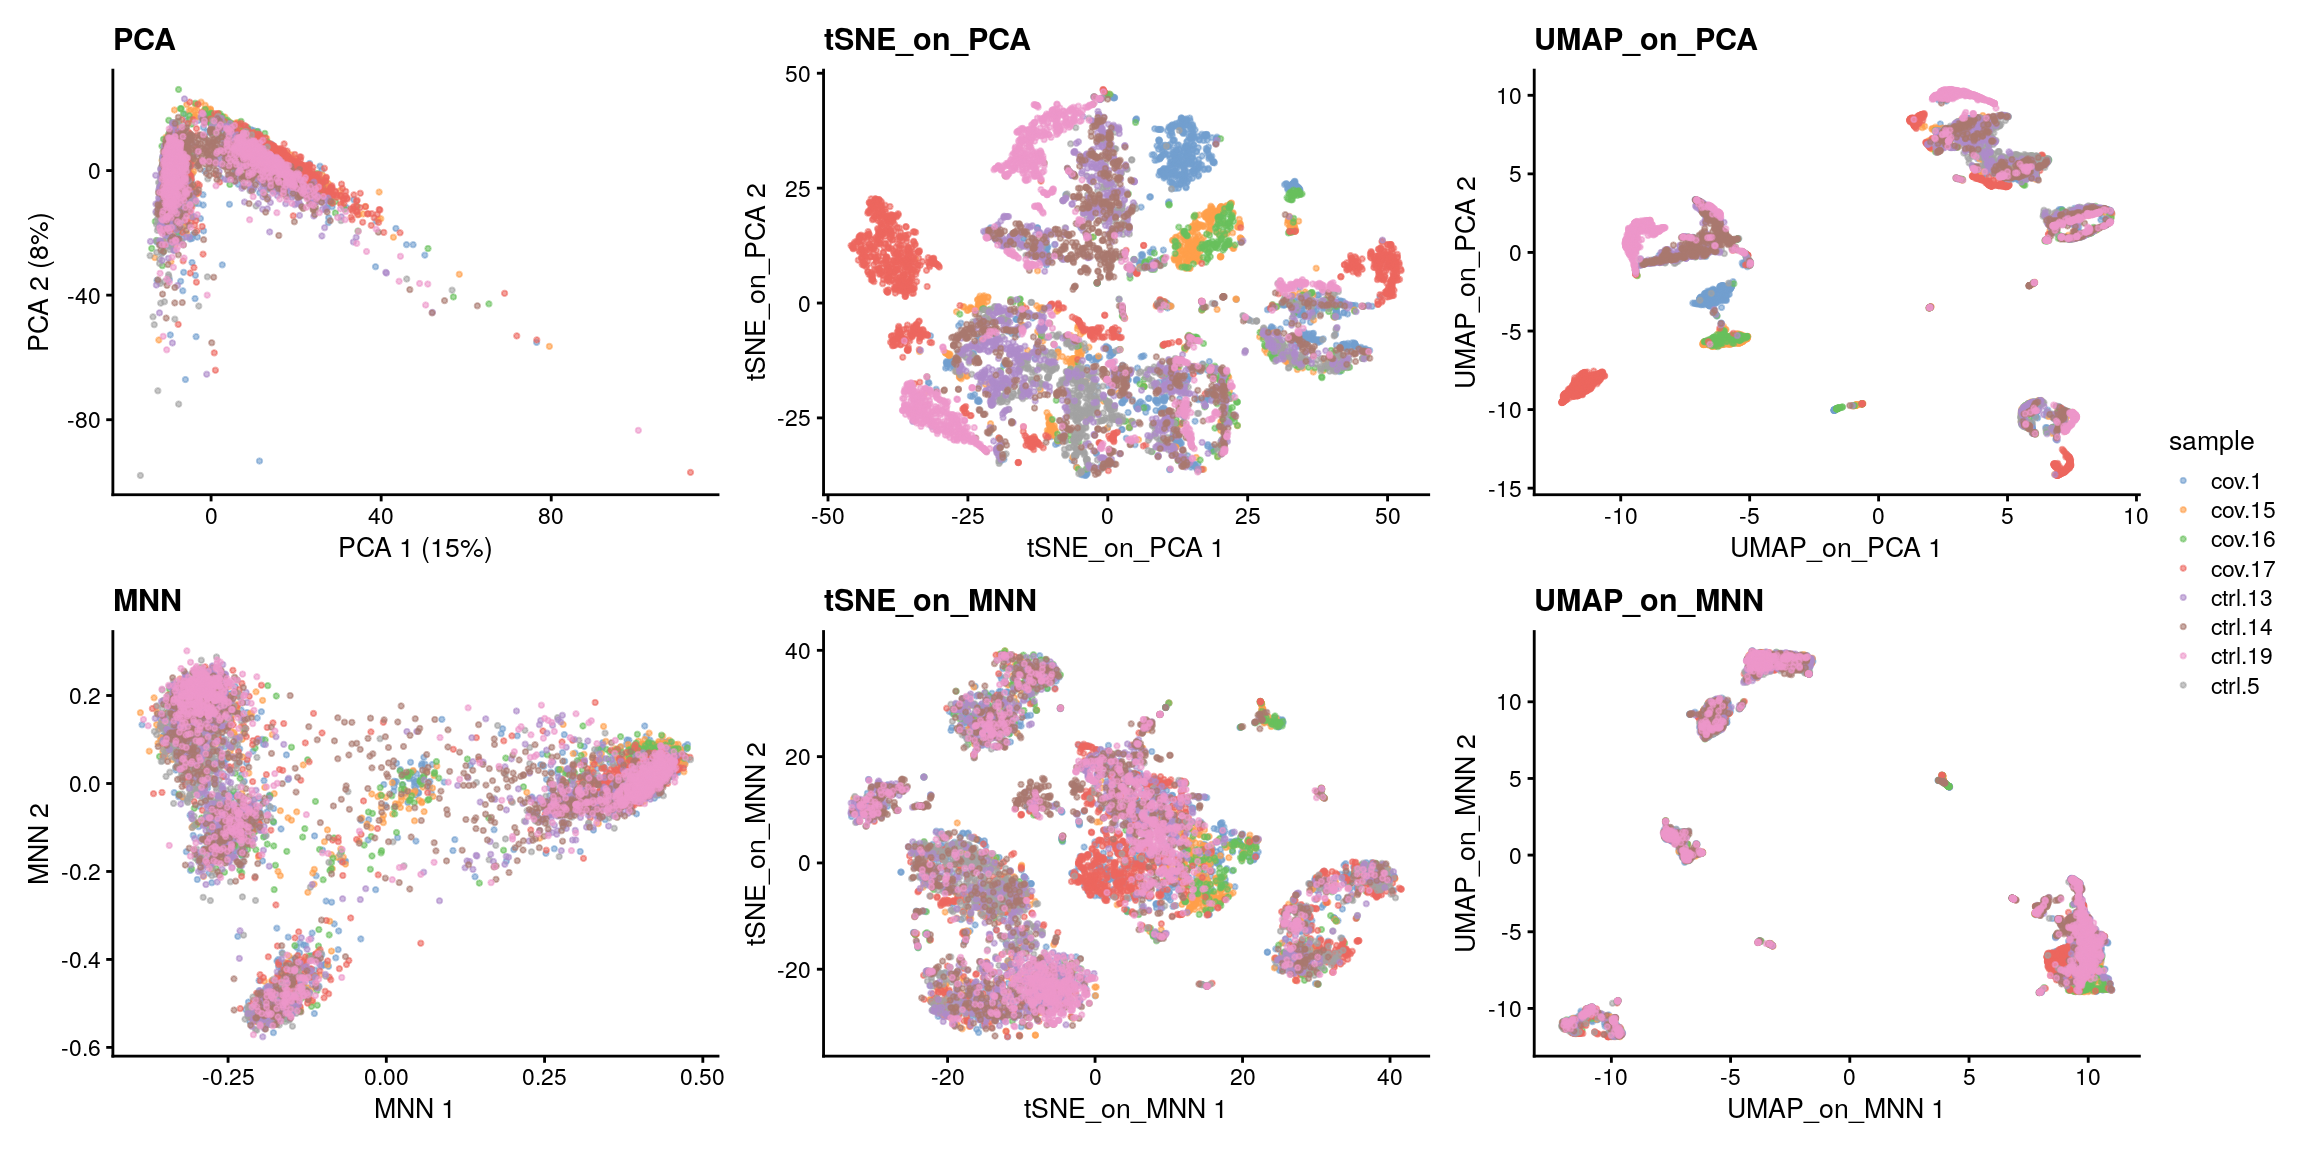 PCA
0
-40
-80
PCA 2 (8%)
0 40 80
PCA 1 (15%)
tSNE_on_PCA
50
25
0
-25
tSNE_on_PCA 2
-50 -25 0 25 50
tSNE_on_PCA 1
UMAP_on_PCA
10
5
0
-5
-10
-15
UMAP_on_PCA 2
-10 -5 0 5 10
UMAP_on_PCA 1
MNN
0.2
0.0
-0.2
-0.4
-0.6
MNN 2
-0.25 0.00 0.25 0.50
MNN 1
tSNE_on_MNN
40
20
0
-20
tSNE_on_MNN 2
-20 0 20 40
tSNE_on_MNN 1
UMAP_on_MNN
10
5
0
-5
-10
UMAP_on_MNN 2
-10 -5 0 5 10
UMAP_on_MNN 1
sample
cov.1
cov.15
cov.16
cov.17
ctrl.13
ctrl.14
ctrl.19
ctrl.5